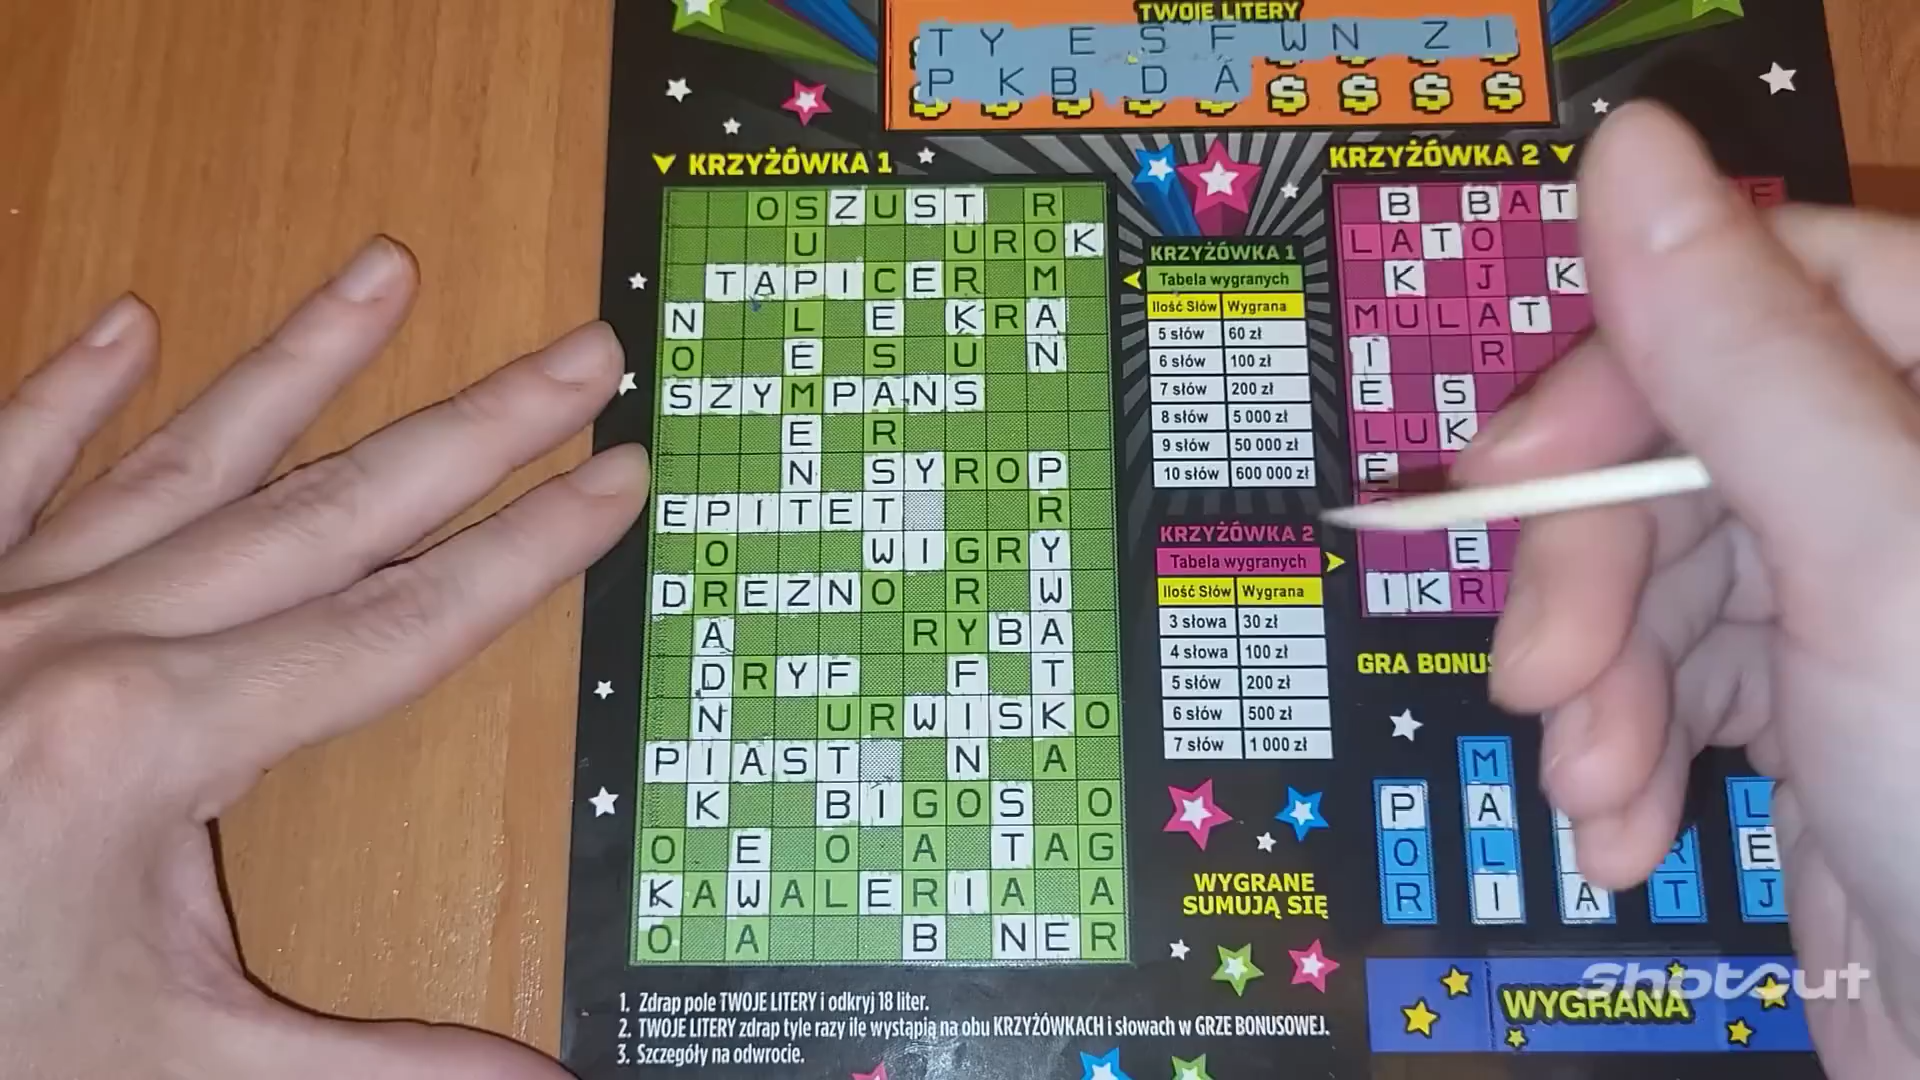 TWOJE LITERY
T Y E S F W N Z I
P K B D A $ $ $ $
KRZYŻÓWKA 1
KRZYŻÓWKA 2
OSZUST R
U UROK
TAPICER M
N L E KRA
O E S U N
SZYMPANS
E R
N SYROP
EPITET R
O WIGRY
DREZNO R W
A RYBA
DRYF F T
N URWISKO
PIAST N A
K BIGOS O
O E O A TAG
KAWALERIA A
O A B NER
KRZYŻÓWKA 1
Tabela wygranych
Ilość Słów Wygrana
5 słów 60 zł
6 słów 100 zł
7 słów 200 zł
8 słów 5 000 zł
9 słów 50 000 zł
10 słów 600 000 zł
KRZYŻÓWKA 2
Tabela wygranych
Ilość Słów Wygrana
3 słowa 30 zł
4 słowa 100 zł
5 słów 200 zł
6 słów 500 zł
7 słów 1 000 zł
WYGRANE
SUMUJĄ SIĘ
B BAT
LATO
K J K
MULAT
I R
E S
LUK
E
E
IKR
GRA BONUS
POR
MALI
A
RT
LEJ
WYGRANA
1. Zdrap pole TWOJE LITERY i odkryj 18 liter.
2. TWOJE LITERY zdrap tyle razy ile wystąpią na obu KRZYŻÓWKACH i słowach w GRZE BONUSOWEJ.
3. Szczegóły na odwrocie.
ShotCut